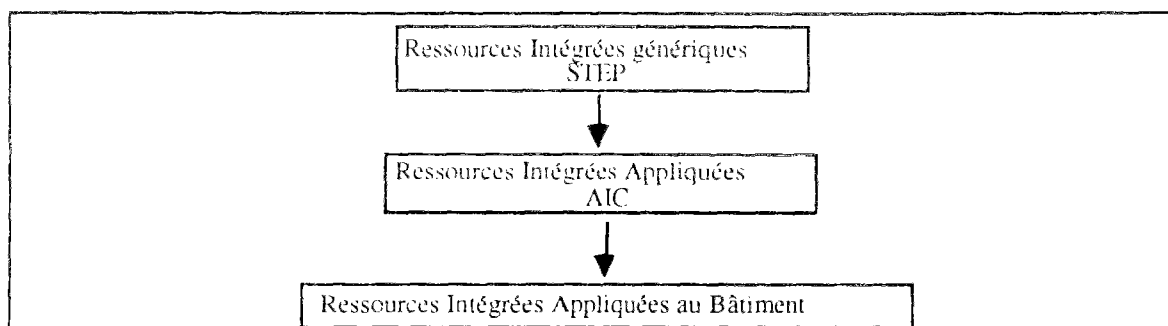 Ressources Intégrées génériques
STEP
Ressources Intégrées Appliquées
AIC
Ressources Intégrées Appliquées au Bâtiment